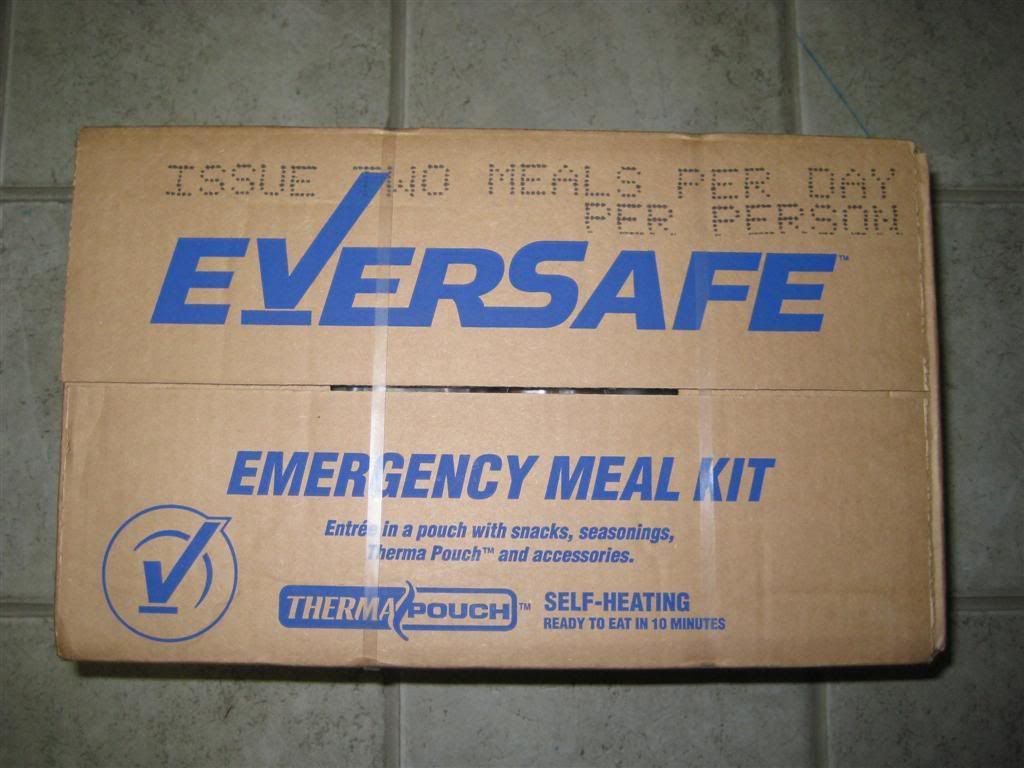 ISSUE TWO MEALS PER DAY
PER PERSON
EVERSAFE™
EMERGENCY MEAL KIT
Entrée in a pouch with snacks, seasonings,
Therma Pouch™ and accessories.
THERMA POUCH™
SELF-HEATING
READY TO EAT IN 10 MINUTES